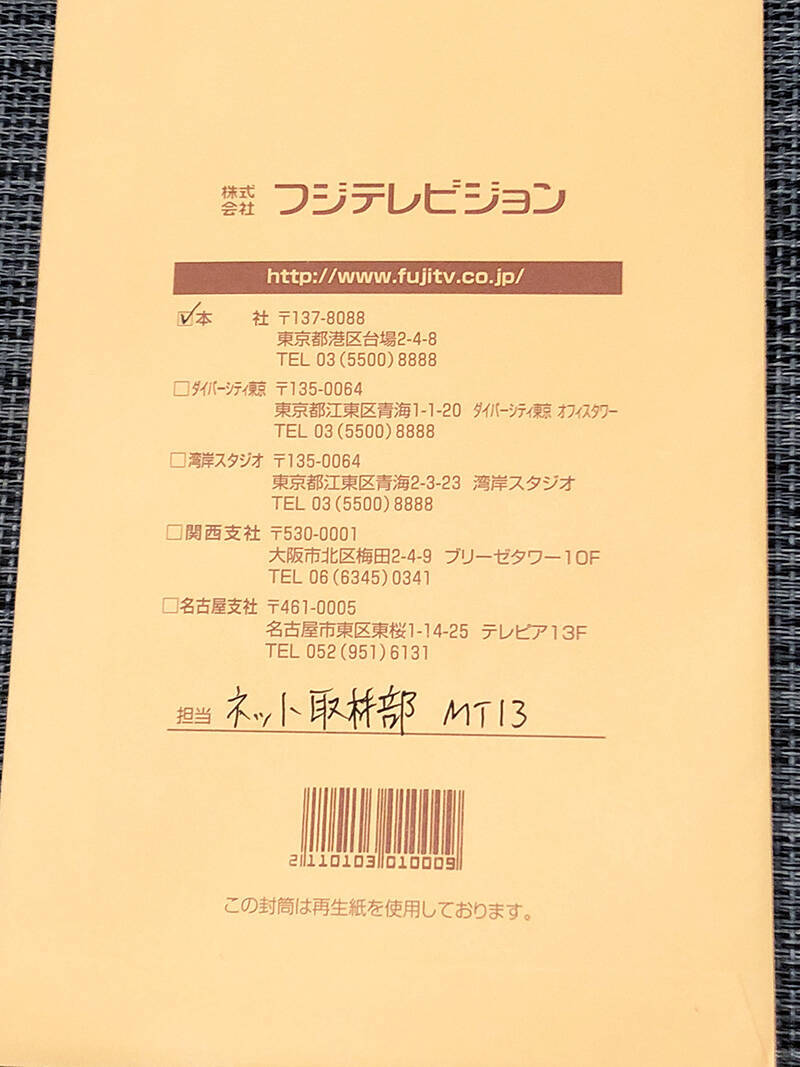 株式会社 フジテレビジョン
http://www.fujitv.co.jp/
☑本 社 〒137-8088
東京都港区台場2-4-8
TEL 03(5500)8888
□ダイバーシティ東京 〒135-0064
東京都江東区青海1-1-20 ダイバーシティ東京 オフィスタワー
TEL 03(5500)8888
□湾岸スタジオ 〒135-0064
東京都江東区青海2-3-23 湾岸スタジオ
TEL 03(5500)8888
□関西支社 〒530-0001
大阪市北区梅田2-4-9 ブリーゼタワー10F
TEL 06(6345)0341
□名古屋支社 〒461-0005
名古屋市東区東桜1-14-25 テレピア13F
TEL 052(951)6131
担当 ネット取材部 MT13
2110103010009
この封筒は再生紙を使用しております。